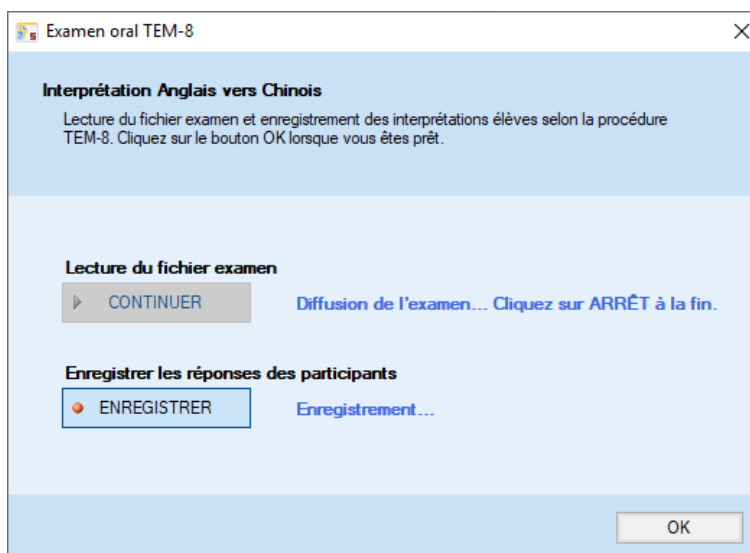 Examen oral TEM-8
Interprétation Anglais vers Chinois
Lecture du fichier examen et enregistrement des interprétations élèves selon la procédure
TEM-8. Cliquez sur le bouton OK lorsque vous êtes prêt.
Lecture du fichier examen
CONTINUER
Diffusion de l'examen... Cliquez sur ARRÊT à la fin.
Enregistrer les réponses des participants
ENREGISTRER
Enregistrement...
OK